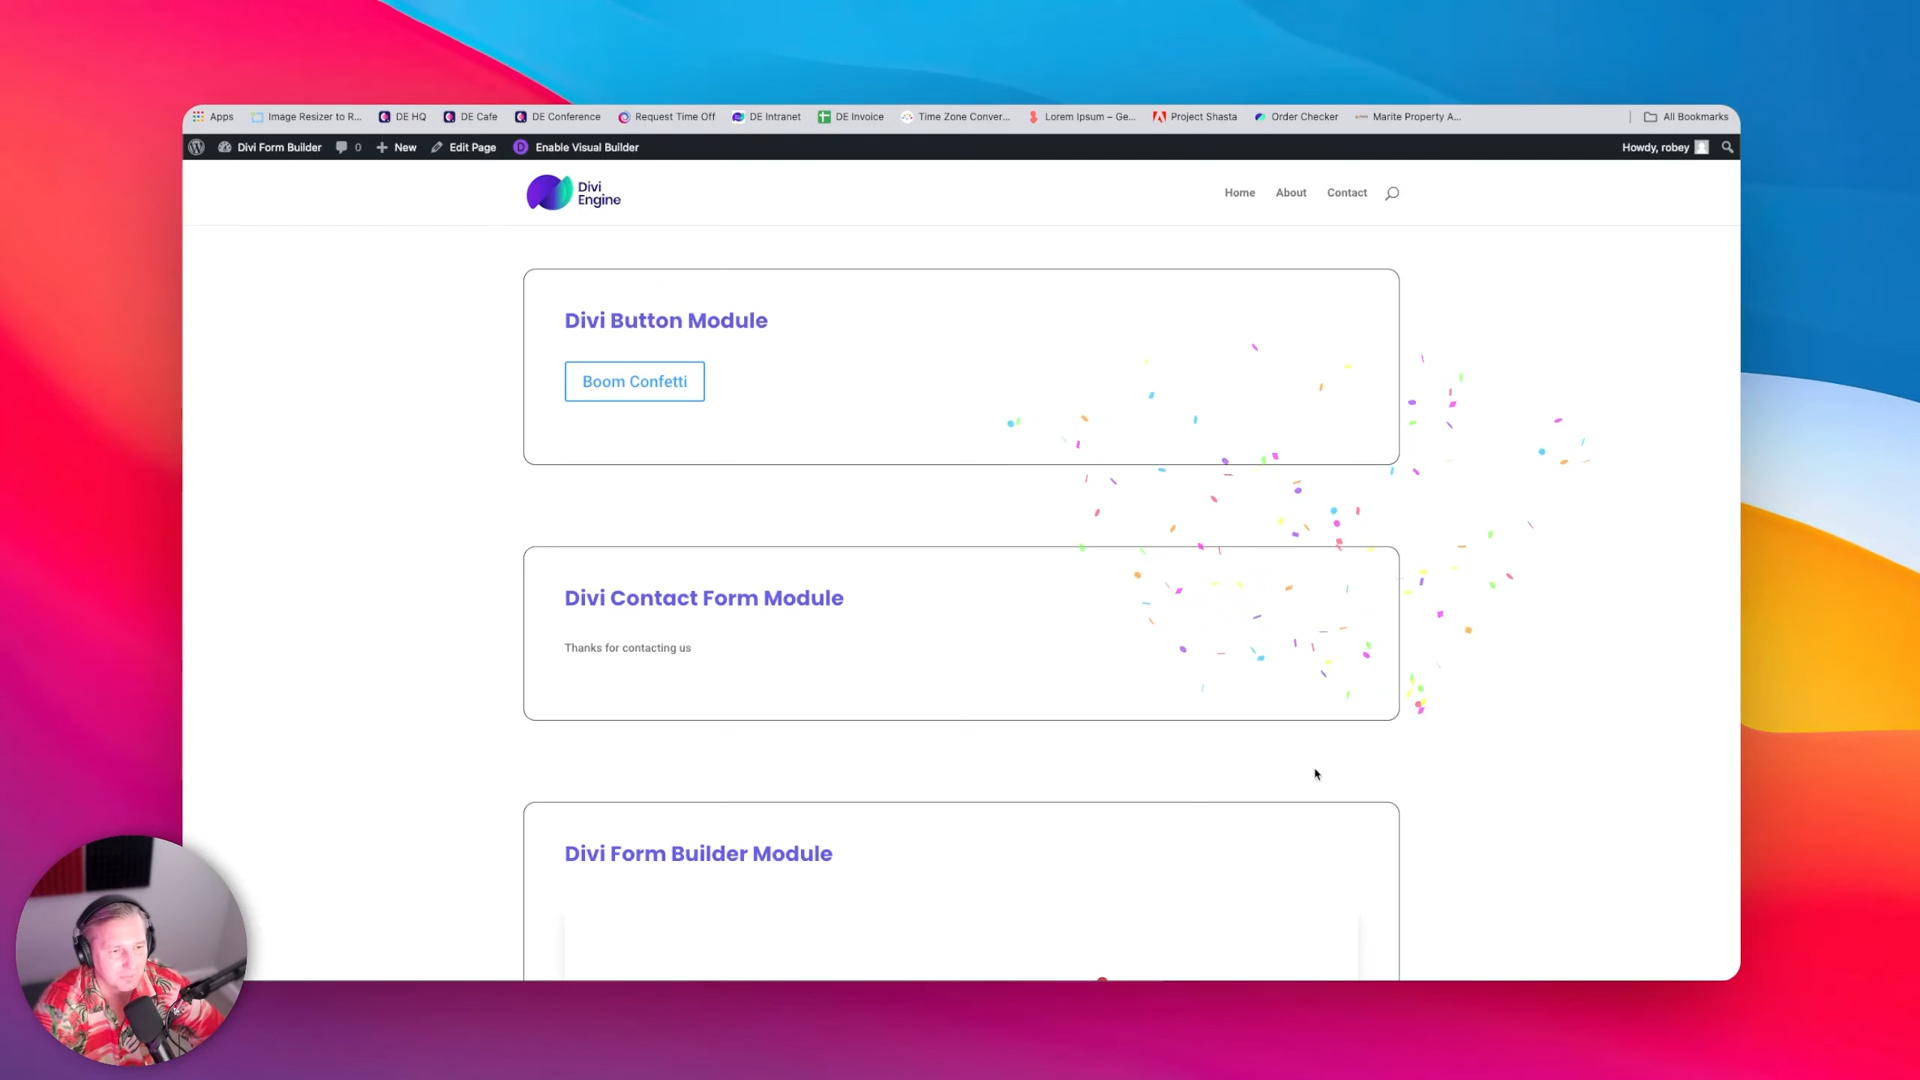 Apps Image Resizer to R... DE HQ DE Cafe DE Conference Request Time Off DE Intranet DE Invoice Time Zone Conver... Lorem Ipsum – Ge... Project Shasta Order Checker Marite Property A... All Bookmarks
Divi Form Builder 0 New Edit Page Enable Visual Builder Howdy, robey
Divi
Engine
Home About Contact
Divi Button Module
Boom Confetti
Divi Contact Form Module
Thanks for contacting us
Divi Form Builder Module